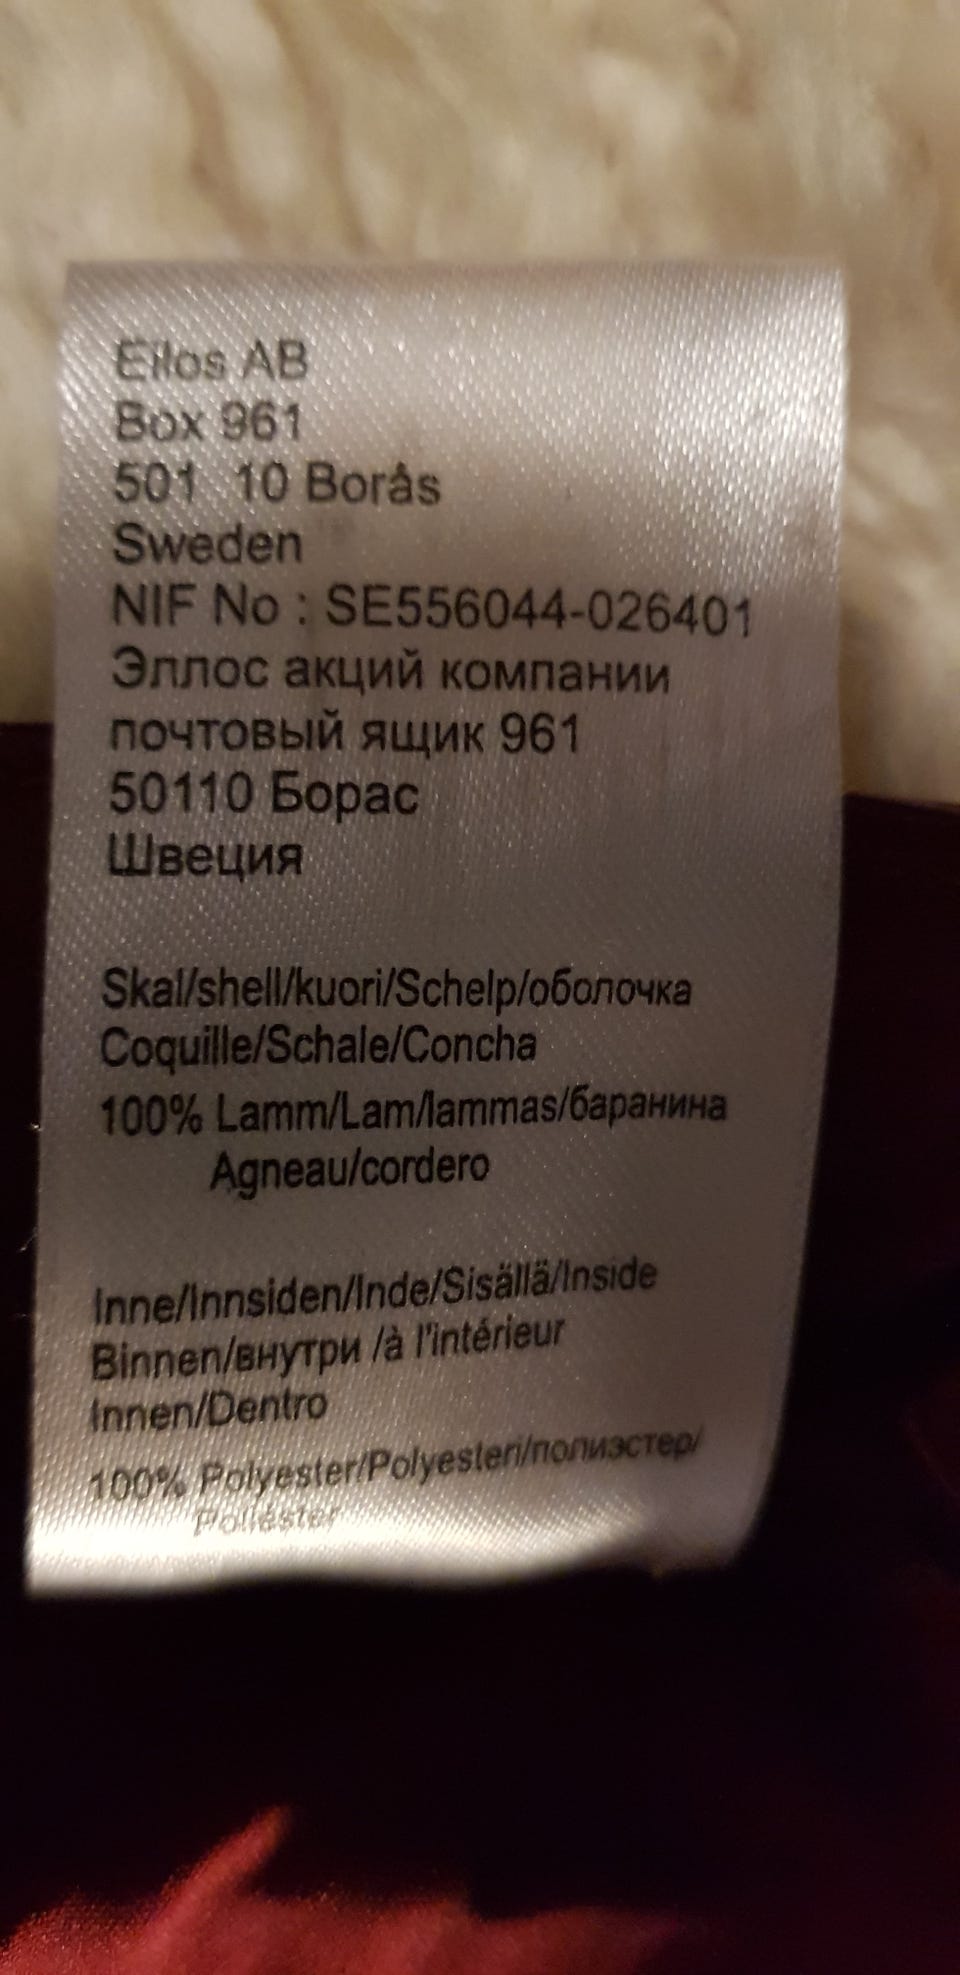 Ellos AB
Box 961
501 10 Borås
Sweden
NIF No : SE556044-026401
Эллос акций компании
почтовый ящик 961
50110 Борас
Швеция
Skal/shell/kuori/Schelp/оболочка
Coquille/Schale/Concha
100% Lamm/Lam/lammas/баранина
Agneau/cordero
Inne/Innsiden/Inde/Sisällä/Inside
Binnen/внутри /à l'intérieur
Innen/Dentro
100% Polyester/Polyesteri/полиэстер/
Poliéster